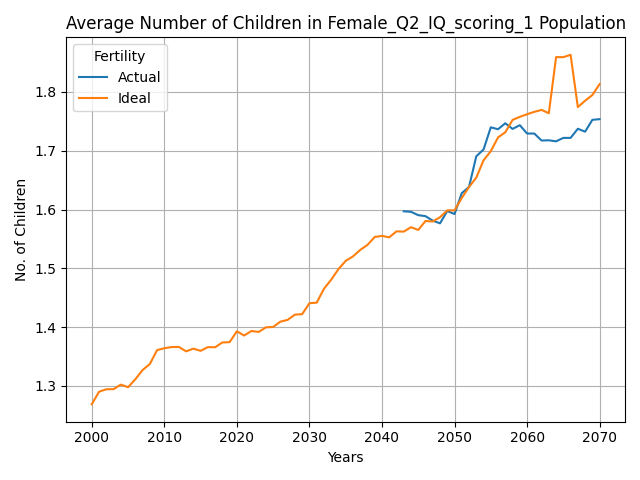 Average Number of Children in Female_Q2_IQ_scoring_1 Population
Fertility
Actual
Ideal
No. of Children
1.8
1.7
1.6
1.5
1.4
1.3
2000 2010 2020 2030 2040 2050 2060 2070
Years